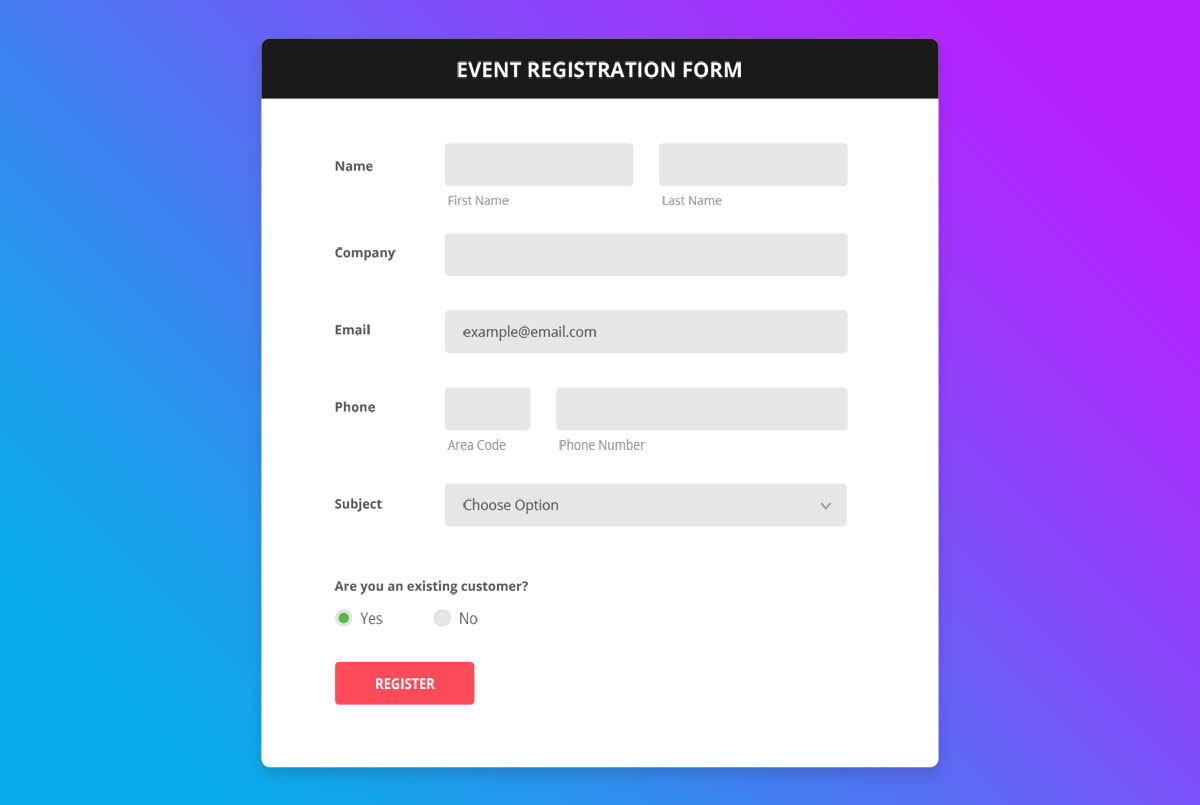 EVENT REGISTRATION FORM
Name
First Name Last Name
Company
Email example@email.com
Phone
Area Code Phone Number
Subject Choose Option
Are you an existing customer?
Yes No
REGISTER